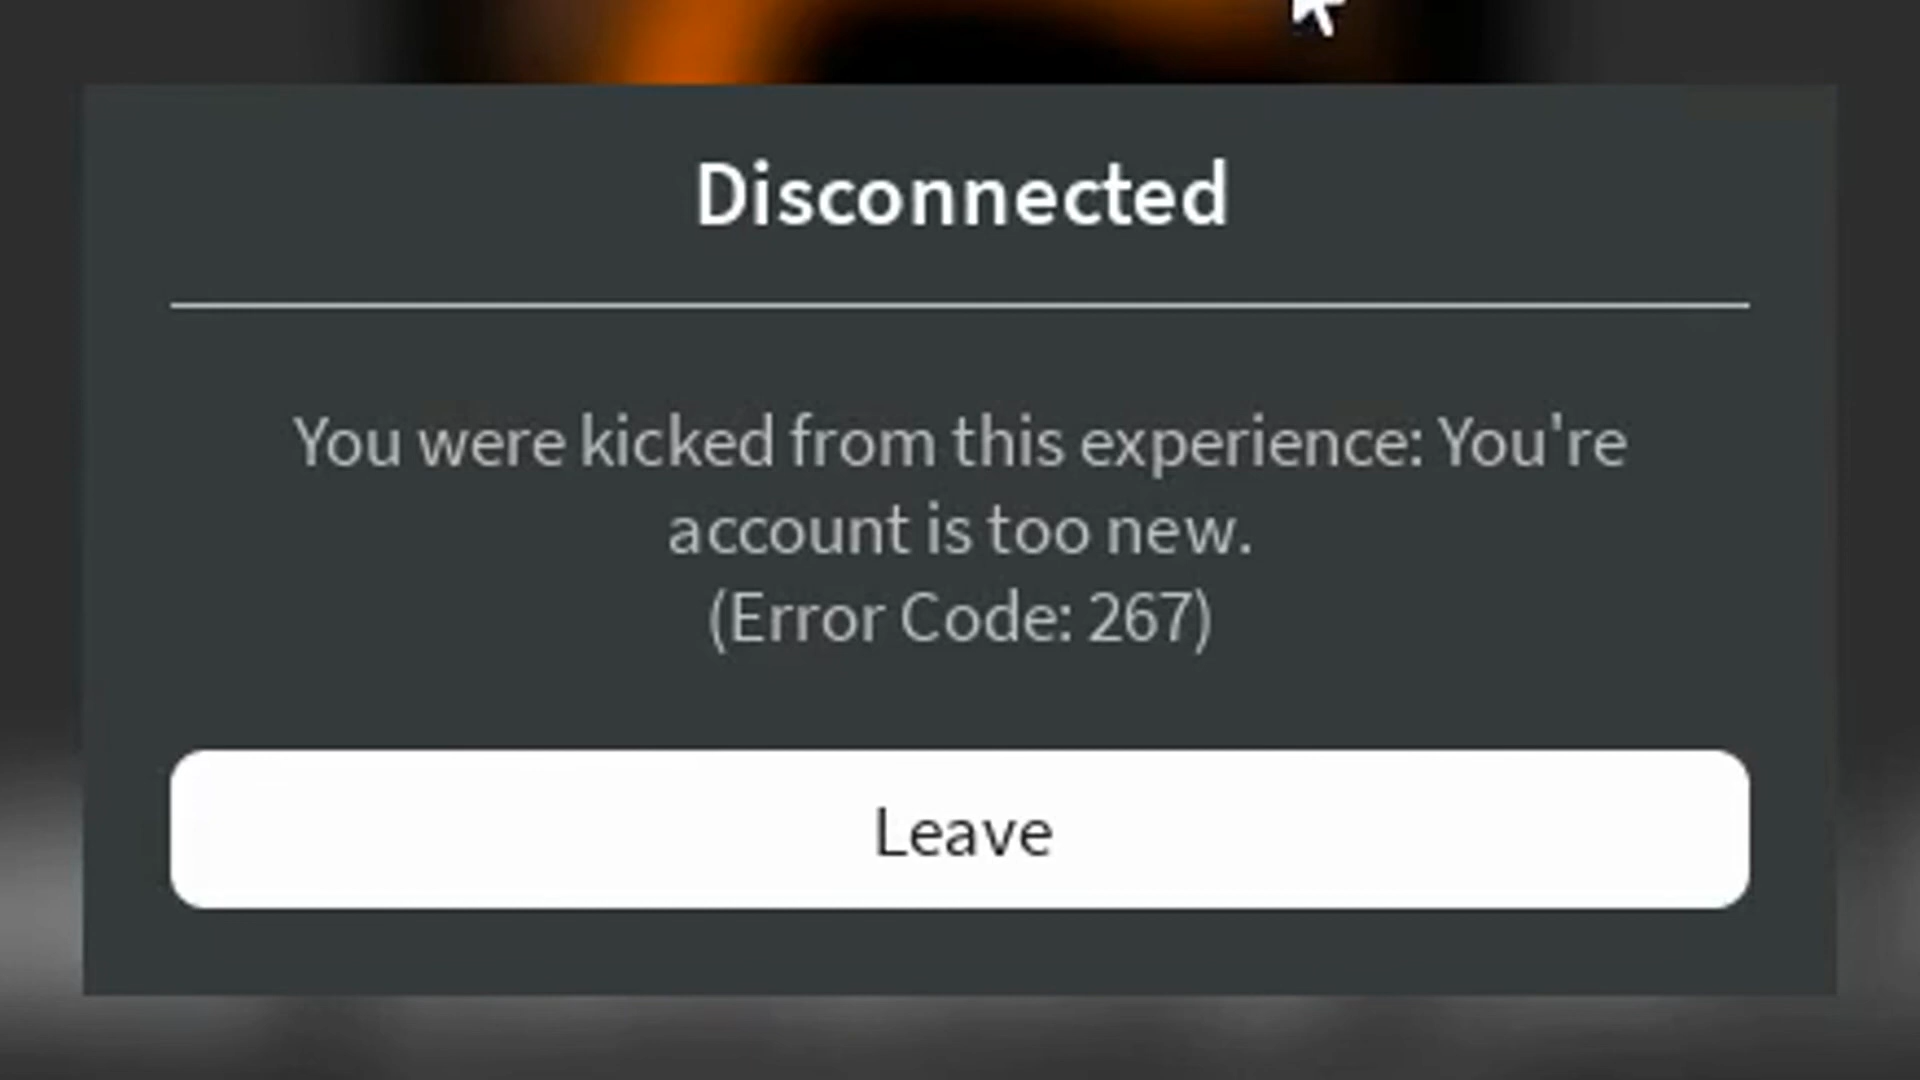 Disconnected
You were kicked from this experience: You're
account is too new.
(Error Code: 267)
Leave